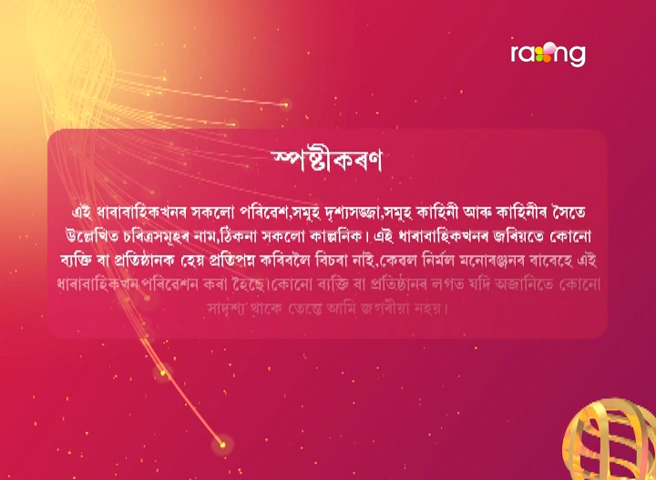 rang
স্পষ্টীকৰণ
এই ধাৰাবাহিকখনৰ সকলো পৰিৱেশ,সমূহ দৃশ্যসজ্জা,সমূহ কাহিনী আৰু কাহিনীৰ সৈতে
উল্লেখিত চৰিত্ৰসমূহৰ নাম,ঠিকনা সকলো কাল্পনিক। এই ধাৰাবাহিকখনৰ জৰিয়তে কোনো
ব্যক্তি বা প্ৰতিষ্ঠানক হেয় প্ৰতিপন্ন কৰিবলৈ বিচৰা নাই,কেৱল নিৰ্মল মনোৰঞ্জনৰ বাবেহে এই
ধাৰাবাহিকখন পৰিৱেশন কৰা হৈছে।কোনো ব্যক্তি বা প্ৰতিষ্ঠানৰ লগত যদি অজানিতে কোনো
সাদৃশ্য থাকে তেন্তে আমি জগৰীয়া নহয়।